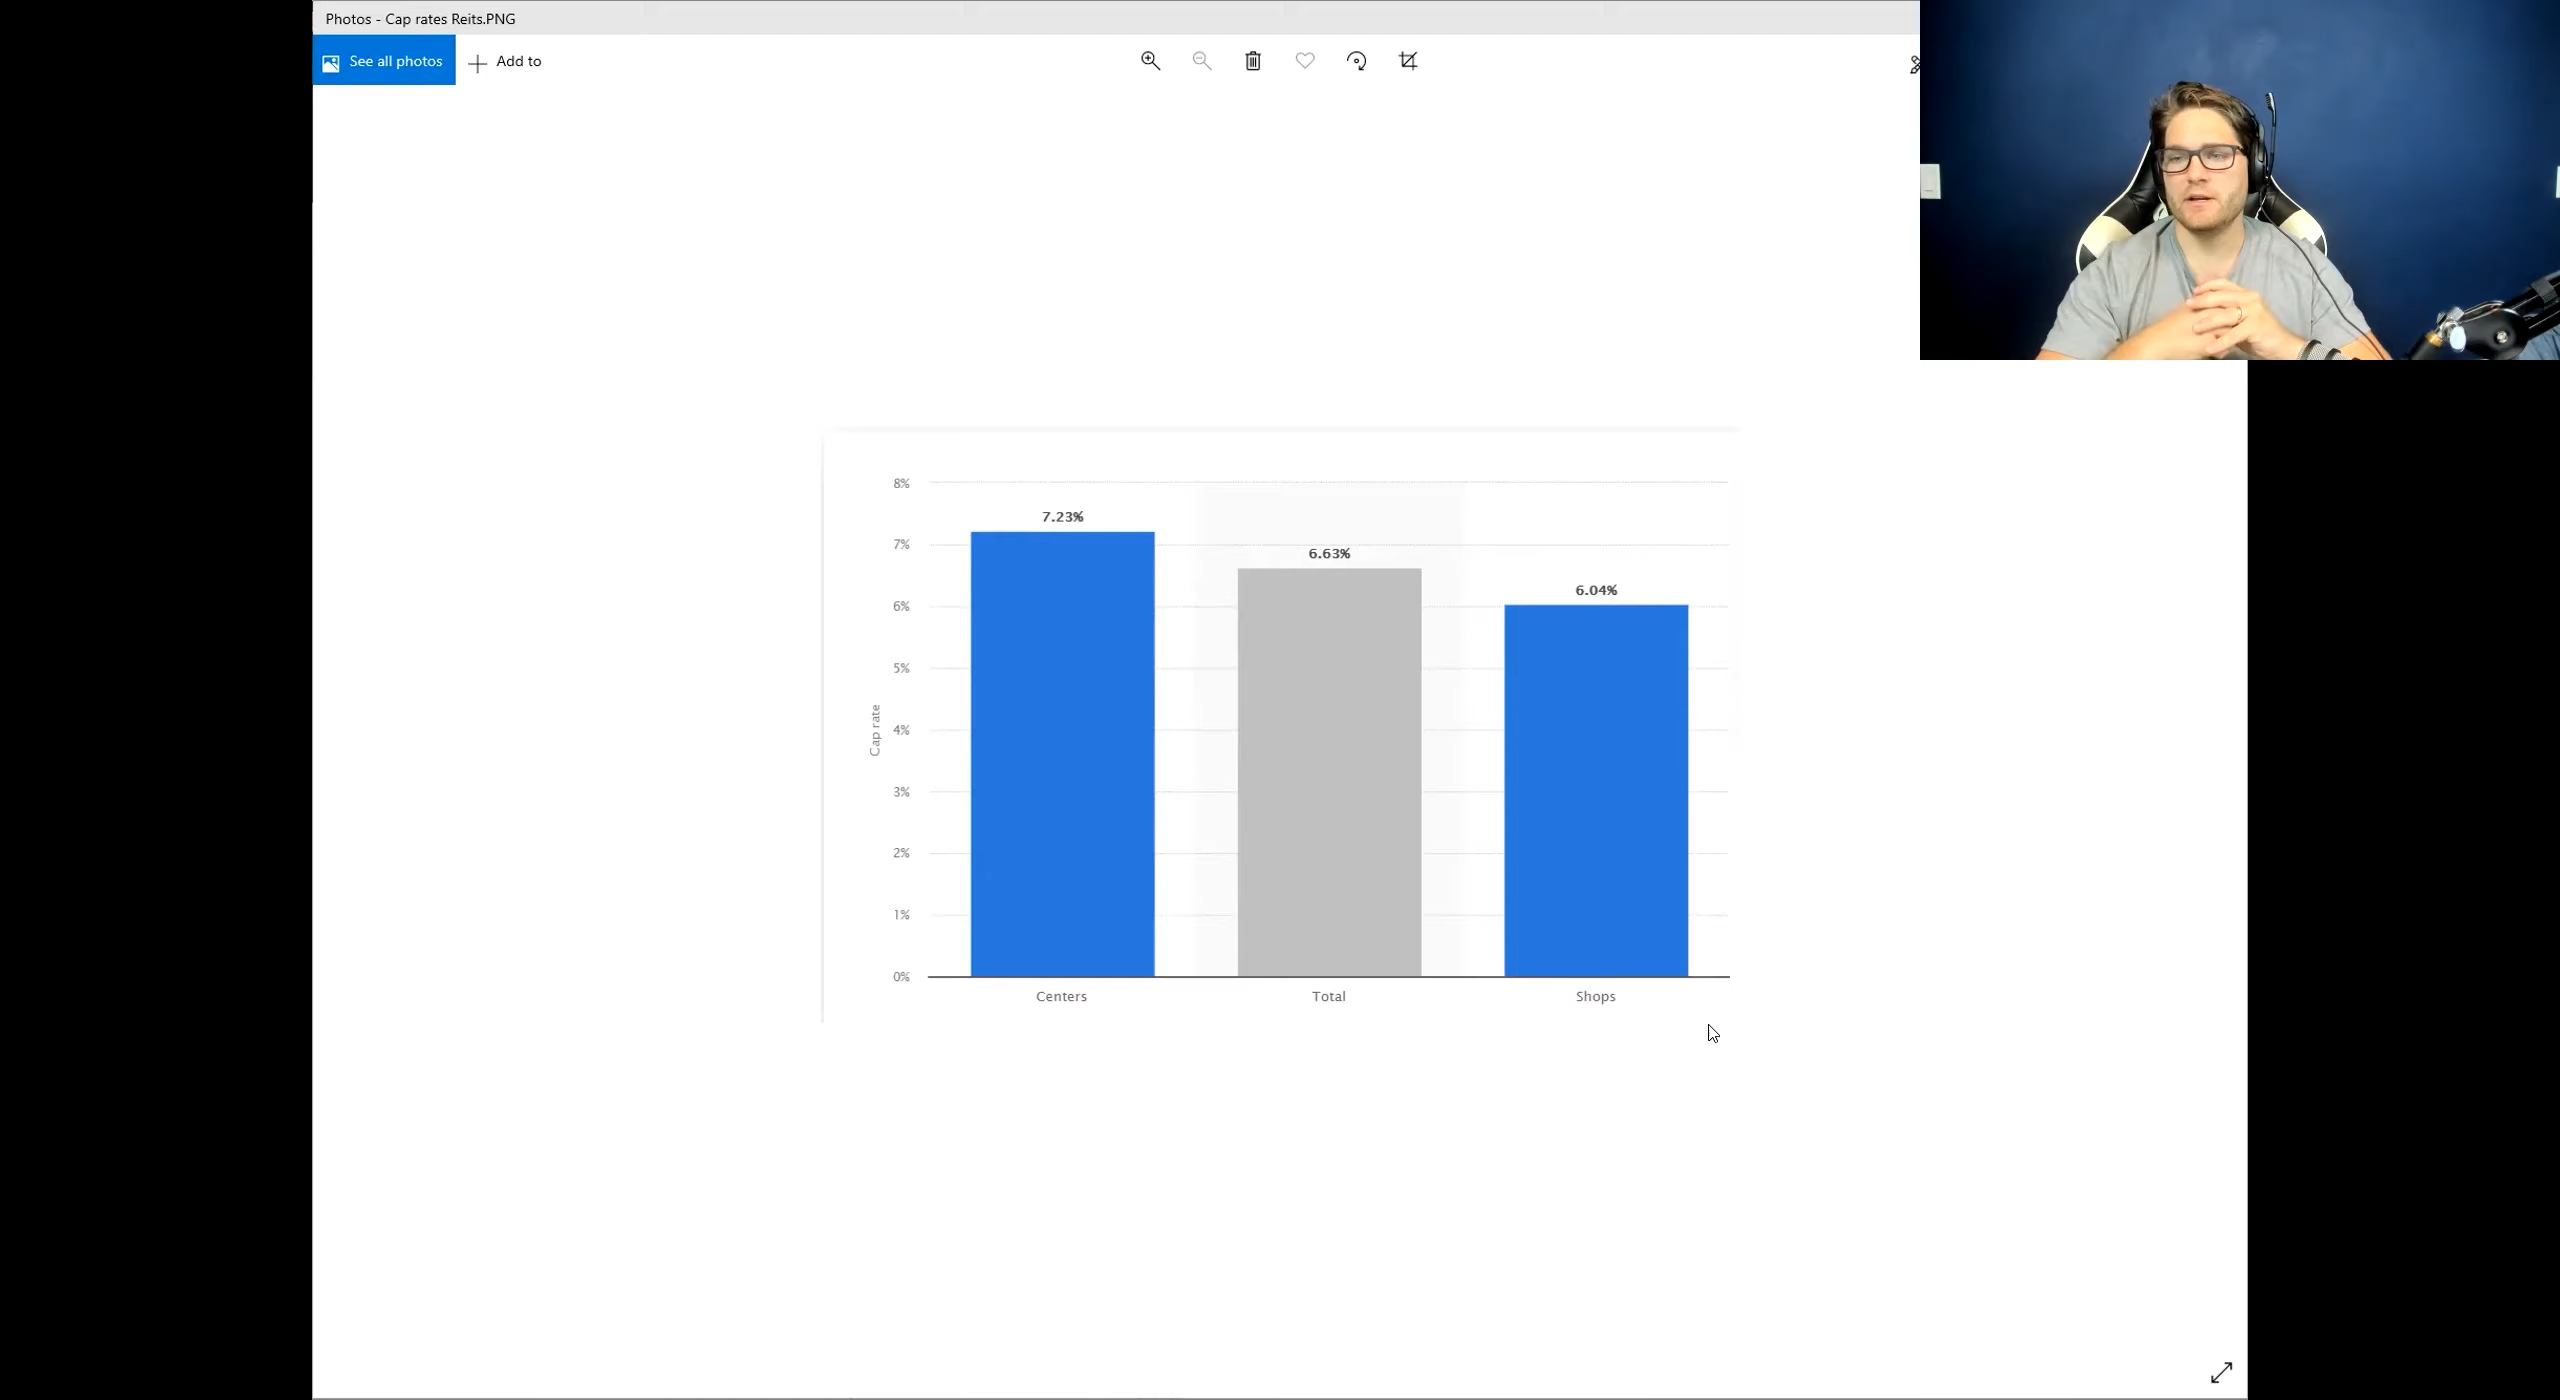 Photos - Cap rates Reits.PNG
See all photos
Add to
8%
7.23%
7%
6.63%
6.04%
6%
5%
Cap rate
4%
3%
2%
1%
0%
Centers
Total
Shops